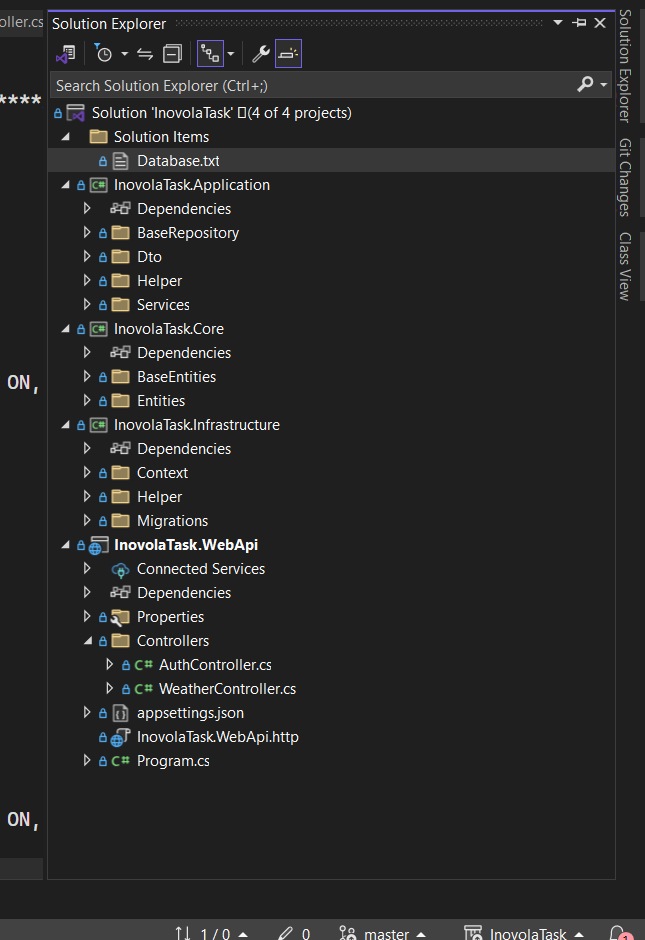 oller.cs
Solution Explorer
****
Search Solution Explorer (Ctrl+;)
Solution 'InovolaTask' (4 of 4 projects)
Solution Items
Database.txt
InovolaTask.Application
Dependencies
BaseRepository
Dto
Helper
Services
InovolaTask.Core
Dependencies
BaseEntities
Entities
InovolaTask.Infrastructure
Dependencies
Context
Helper
Migrations
InovolaTask.WebApi
Connected Services
Dependencies
Properties
Controllers
C# AuthController.cs
C# WeatherController.cs
appsettings.json
InovolaTask.WebApi.http
C# Program.cs
ON,
ON,
Solution Explorer
Git Changes
Class View
1 / 0
0
master
InovolaTask
1